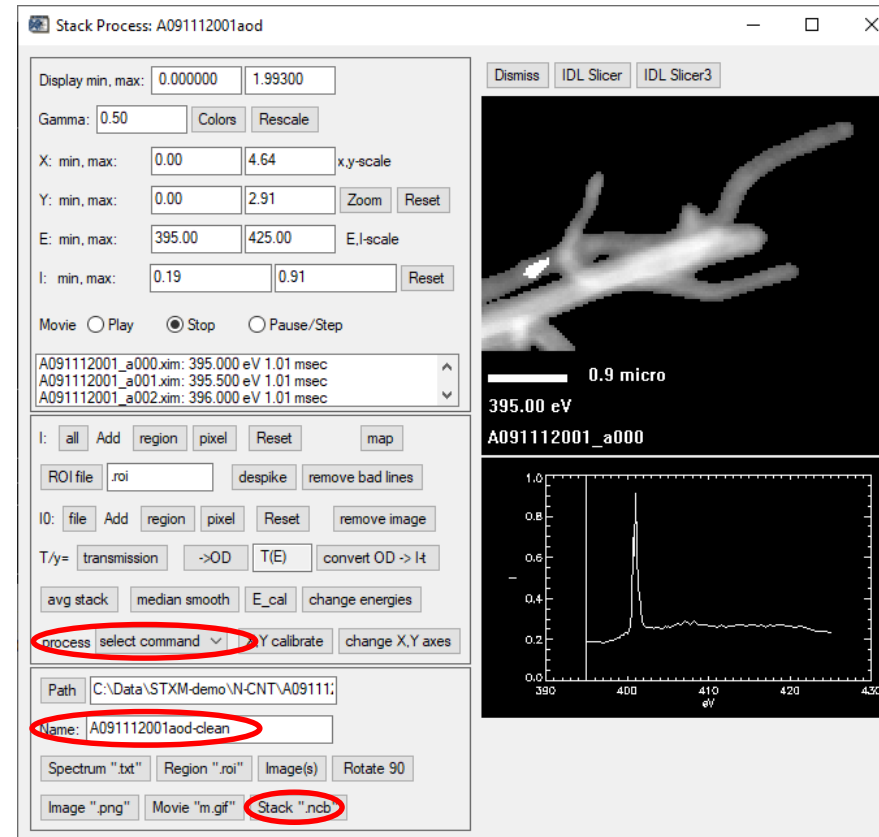 Stack Process: A091112001aod
Display min, max: 0.000000 1.99300
Gamma: 0.50 Colors Rescale
X: min, max: 0.00 4.64 x,y-scale
Y: min, max: 0.00 2.91 Zoom Reset
E: min, max: 395.00 425.00 E,I-scale
I: min, max: 0.19 0.91 Reset
Movie Play Stop Pause/Step
A091112001_a000.xim: 395.000 eV 1.01 msec
A091112001_a001.xim: 395.500 eV 1.01 msec
A091112001_a002.xim: 396.000 eV 1.01 msec
I: all Add region pixel Reset map
ROI file .roi despike remove bad lines
I0: file Add region pixel Reset remove image
T/y= transmission ->OD T(E) convert OD -> I-t
avg stack median smooth E_cal change energies
process select command X,Y calibrate change X,Y axes
Path C:\Data\STXM-demo\N-CNT\A09111
Name: A091112001aod-clean
Spectrum ".txt" Region ".roi" Image(s) Rotate 90
Image ".png" Movie "m.gif" Stack ".ncb"
Dismiss IDL Slicer IDL Slicer3
0.9 micro
395.00 eV
A091112001_a000
1.0
0.8
0.6
I
0.4
0.2
0.0
390 400 410 420 430
eV